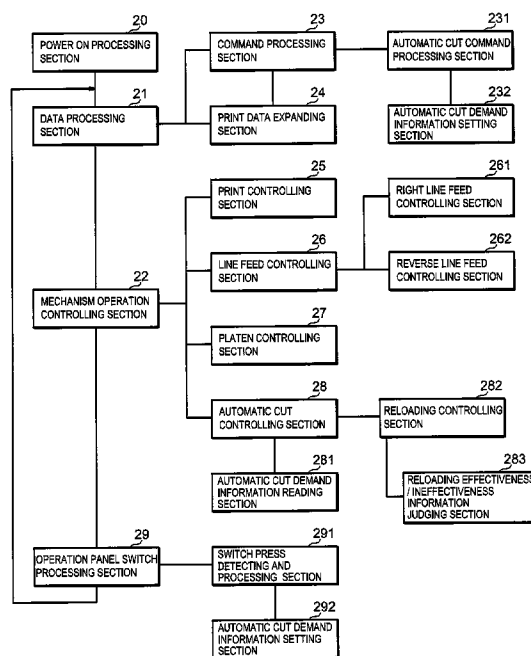 20
POWER ON PROCESSING
SECTION
23
COMMAND PROCESSING
SECTION
231
AUTOMATIC CUT COMMAND
PROCESSING SECTION
21
DATA PROCESSING
SECTION
24
PRINT DATA EXPANDING
SECTION
232
AUTOMATIC CUT DEMAND
INFORMATION SETTING
SECTION
25
PRINT CONTROLLING
SECTION
261
RIGHT LINE FEED
CONTROLLING SECTION
26
LINE FEED CONTROLLING
SECTION
262
REVERSE LINE FEED
CONTROLLING SECTION
22
MECHANISM OPERATION
CONTROLLING SECTION
27
PLATEN CONTROLLING
SECTION
28
AUTOMATIC CUT
CONTROLLING SECTION
282
RELOADING CONTROLLING
SECTION
281
AUTOMATIC CUT DEMAND
INFORMATION READING
SECTION
283
RELOADING EFFECTIVENESS
/ INEFFECTIVENESS
INFORMATION
JUDGING SECTION
29
OPERATION PANEL SWITCH
PROCESSING SECTION
291
SWITCH PRESS
DETECTING AND
PROCESSING SECTION
292
AUTOMATIC CUT DEMAND
INFORMATION SETTING
SECTION